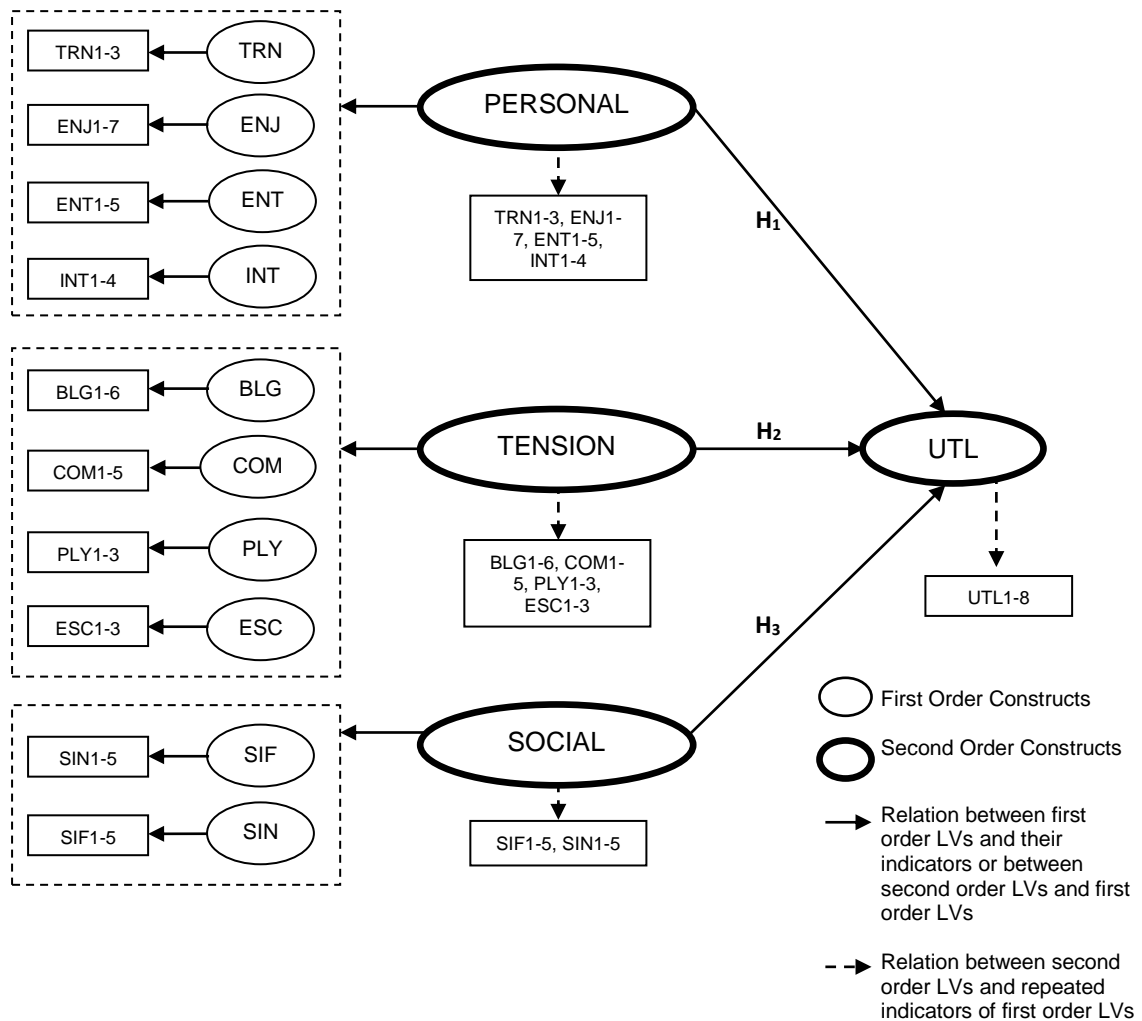 TRN1-3
TRN
ENJ1-7
ENJ
ENT1-5
ENT
INT1-4
INT
PERSONAL
TRN1-3, ENJ1-
7, ENT1-5,
INT1-4
H1
BLG1-6
BLG
COM1-5
COM
PLY1-3
PLY
ESC1-3
ESC
TENSION
BLG1-6, COM1-
5, PLY1-3,
ESC1-3
H2
UTL
UTL1-8
SIN1-5
SIF
SIF1-5
SIN
SOCIAL
SIF1-5, SIN1-5
H3
First Order Constructs
Second Order Constructs
Relation between first
order LVs and their
indicators or between
second order LVs and first
order LVs
Relation between second
order LVs and repeated
indicators of first order LVs